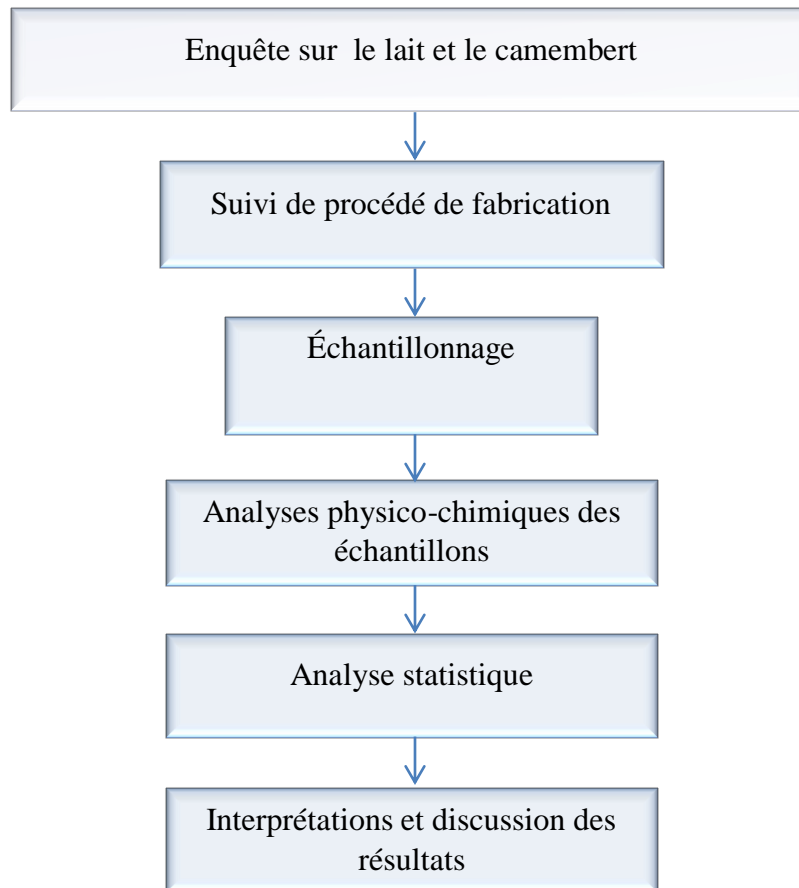 Enquête sur le lait et le camembert
Suivi de procédé de fabrication
Échantillonnage
Analyses physico-chimiques des
échantillons
Analyse statistique
Interprétations et discussion des
résultats